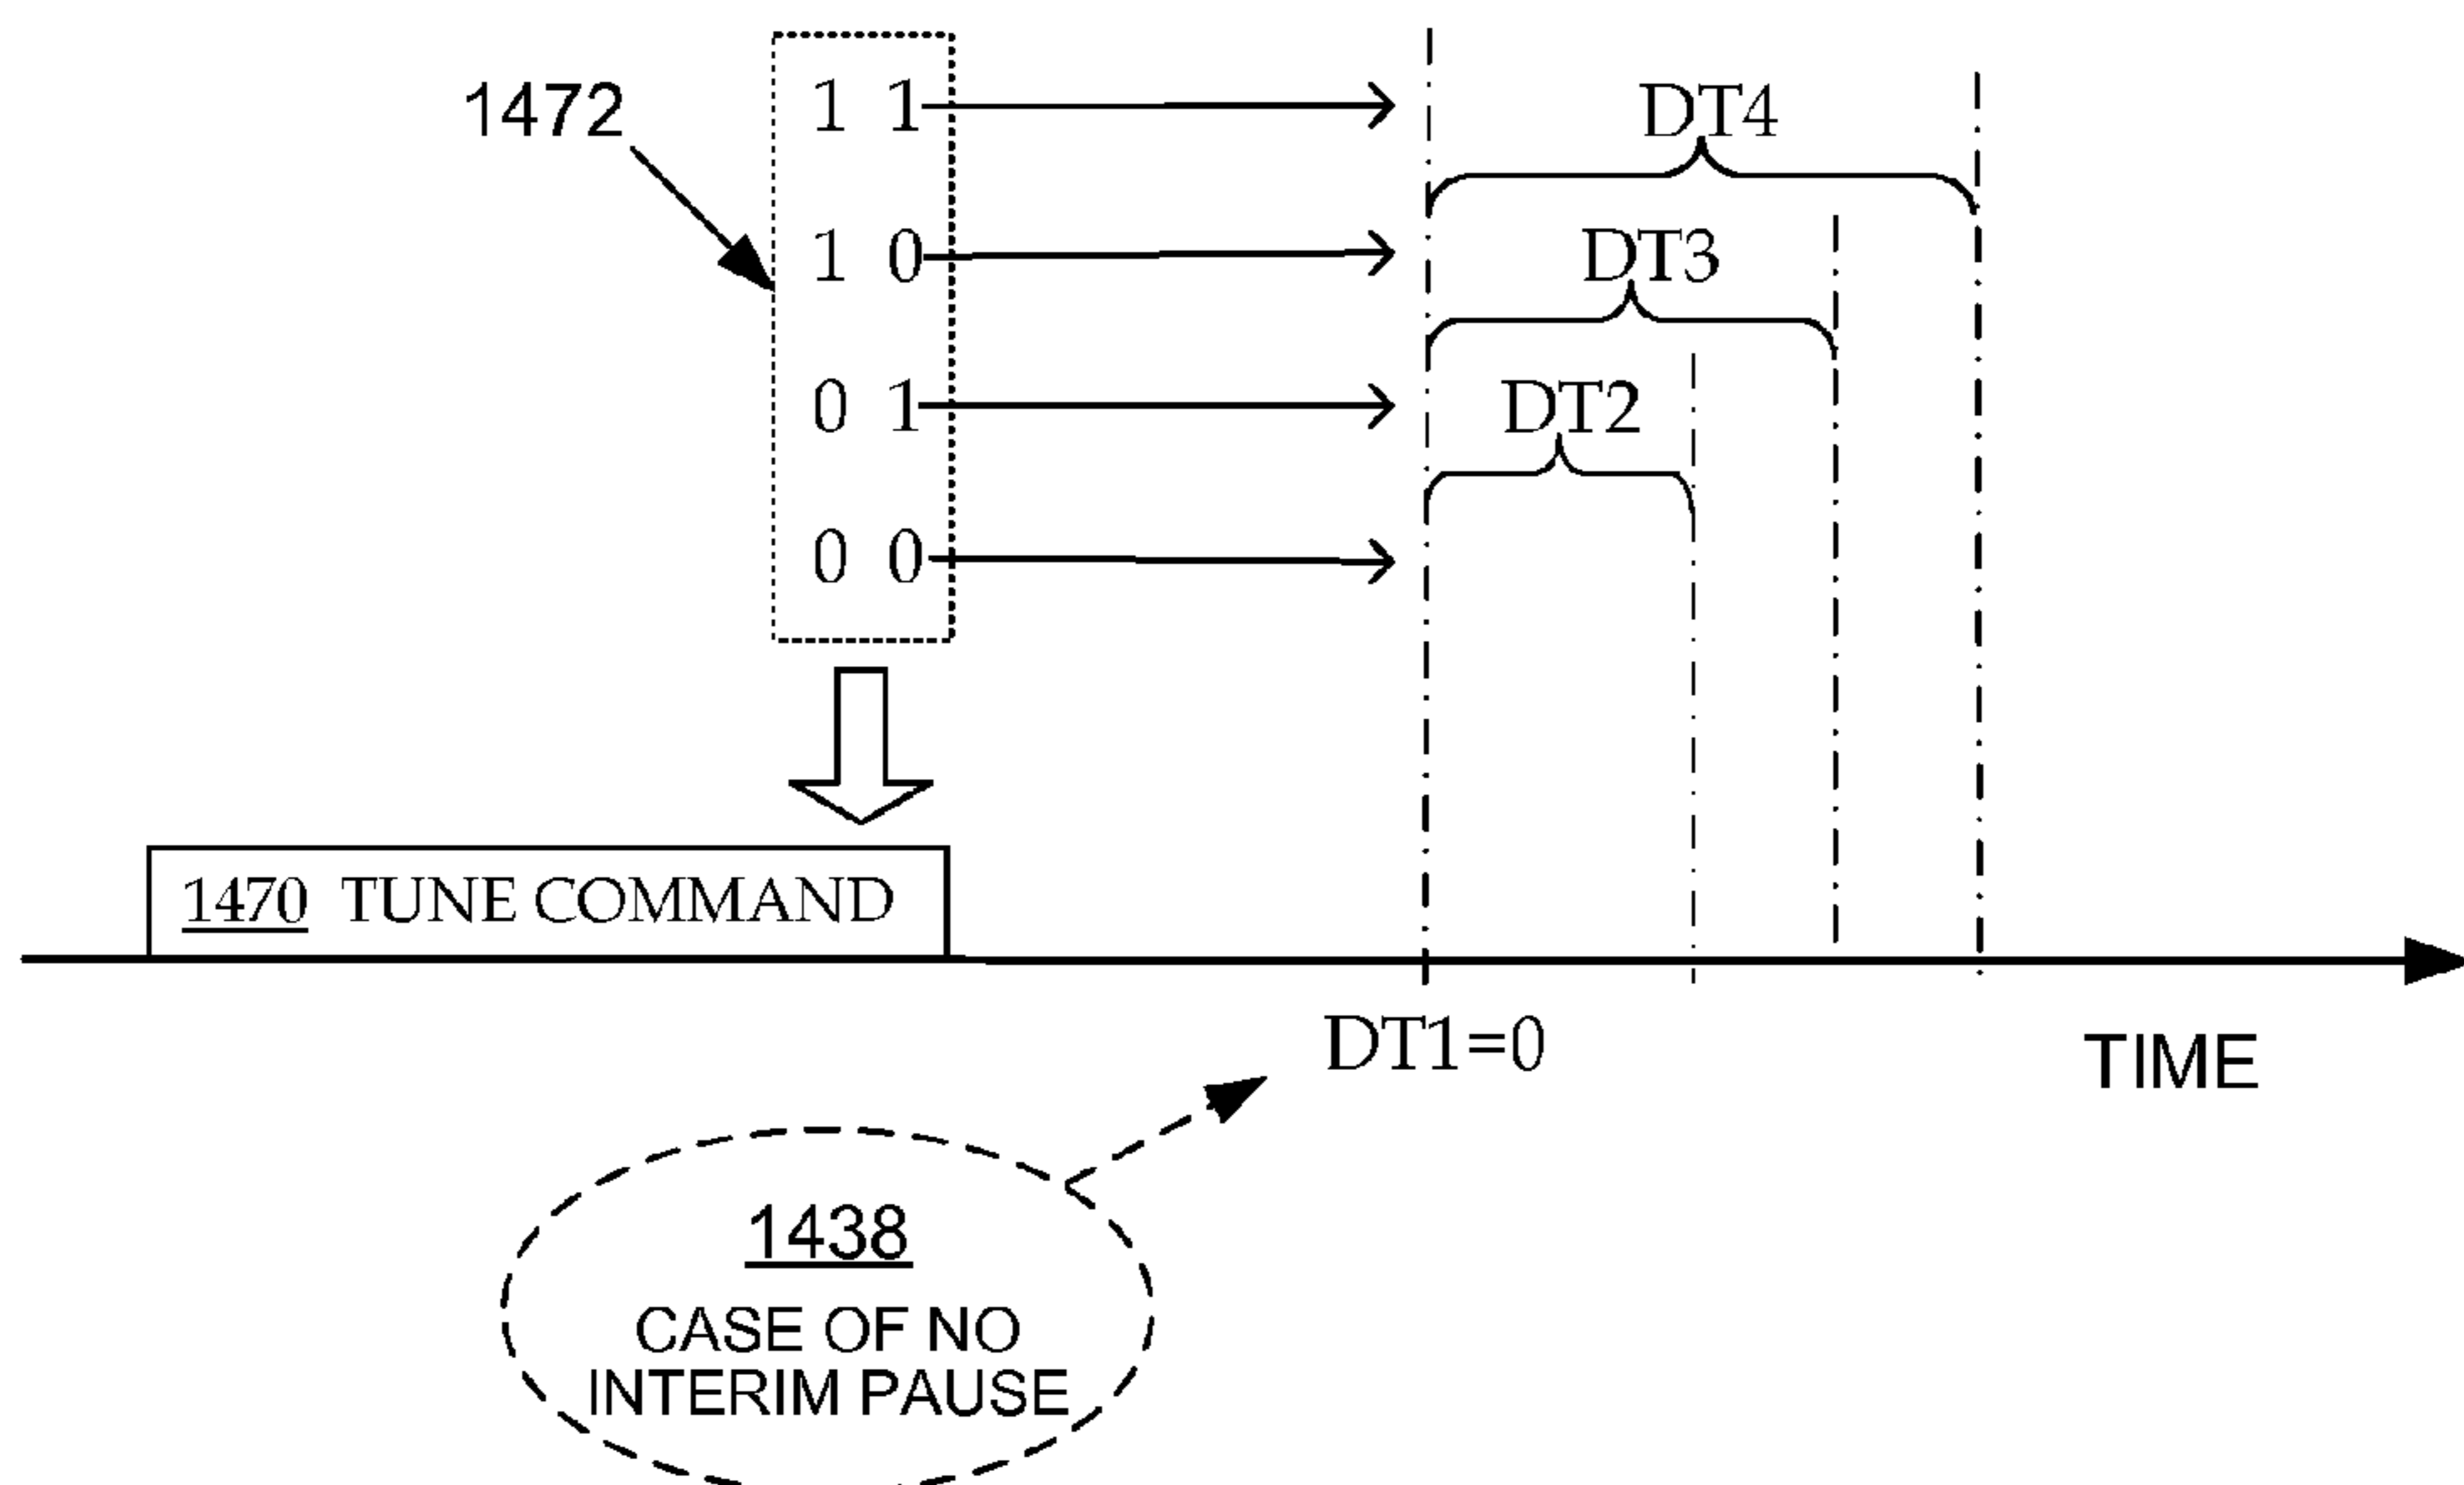 1472
1 1
DT4
1 0
DT3
0 1
DT2
0 0
1470 TUNE COMMAND
DT1=0
TIME
1438
CASE OF NO
INTERIM PAUSE